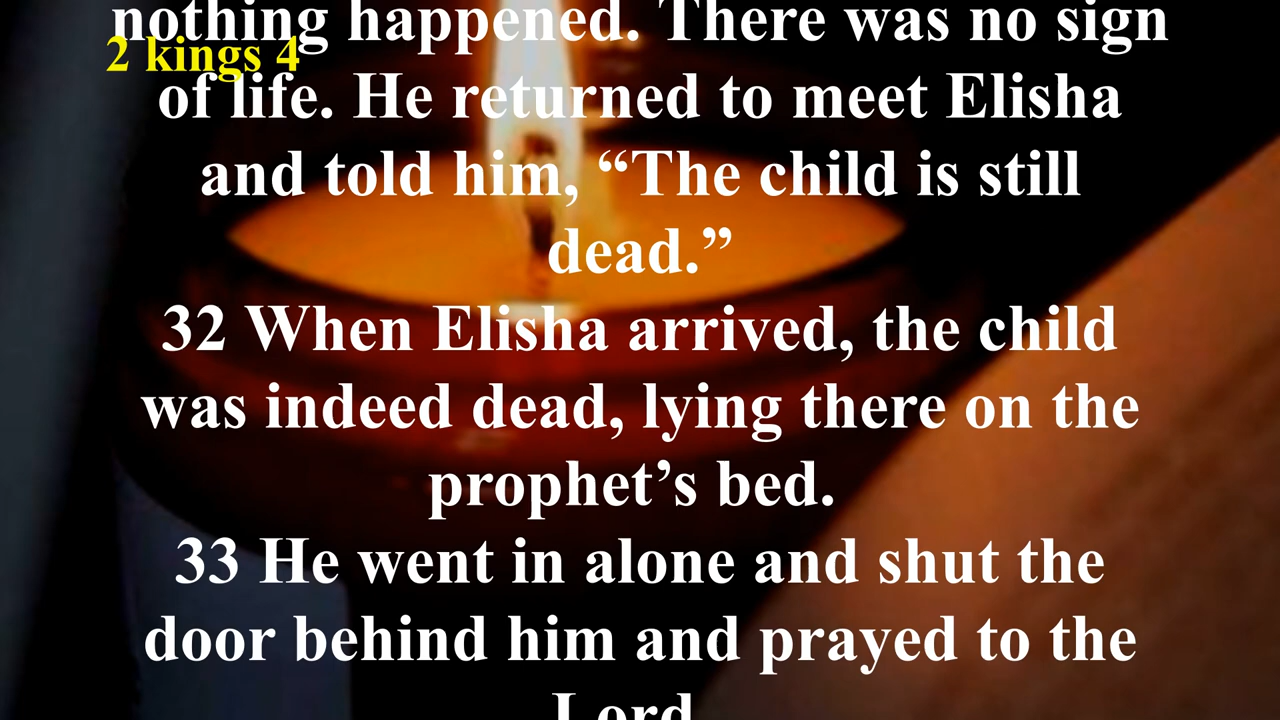 nothing happened. There was no sign
2 kings 4
of life. He returned to meet Elisha
and told him, “The child is still
dead.”
32 When Elisha arrived, the child
was indeed dead, lying there on the
prophet’s bed.
33 He went in alone and shut the
door behind him and prayed to the
Lord